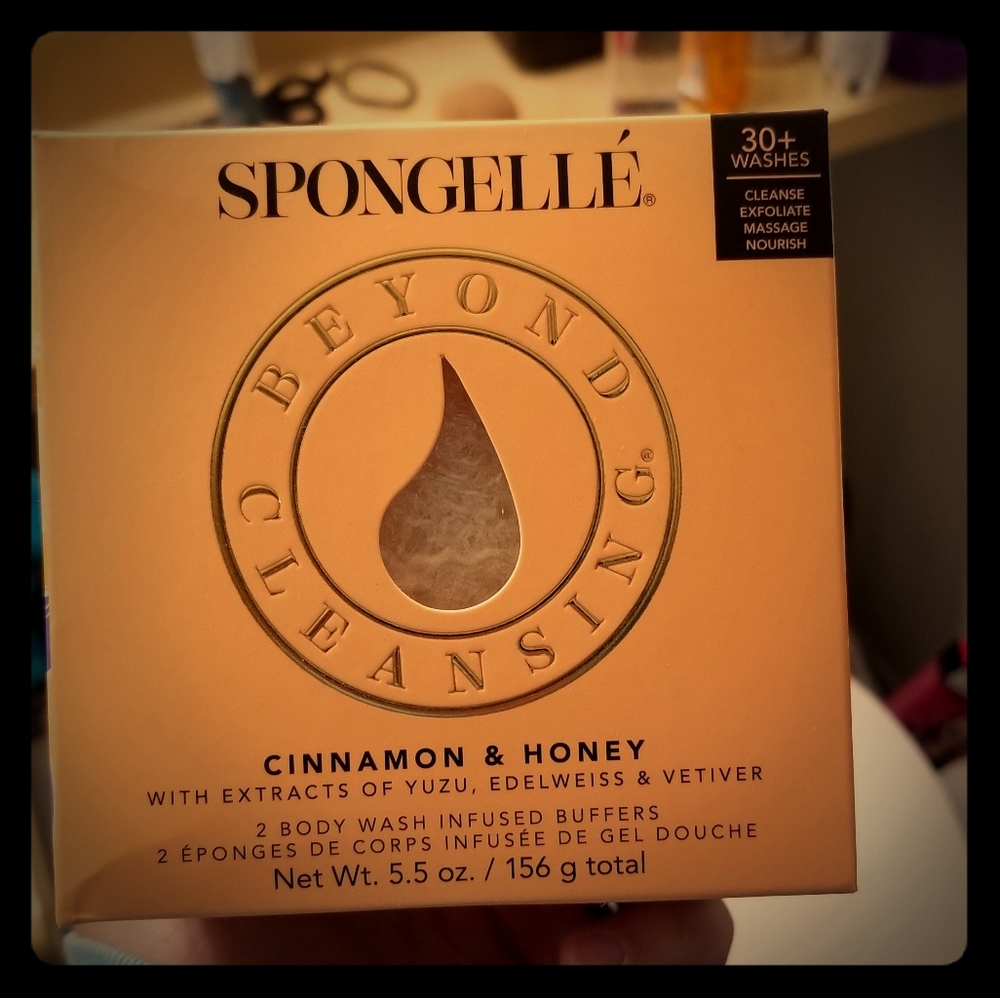 SPONGELLÉ®
30+
WASHES
CLEANSE
EXFOLIATE
MASSAGE
NOURISH
BEYOND
CLEANSING®
CINNAMON & HONEY
WITH EXTRACTS OF YUZU, EDELWEISS & VETIVER
2 BODY WASH INFUSED BUFFERS
2 ÉPONGES DE CORPS INFUSÉE DE GEL DOUCHE
Net Wt. 5.5 oz. / 156 g total